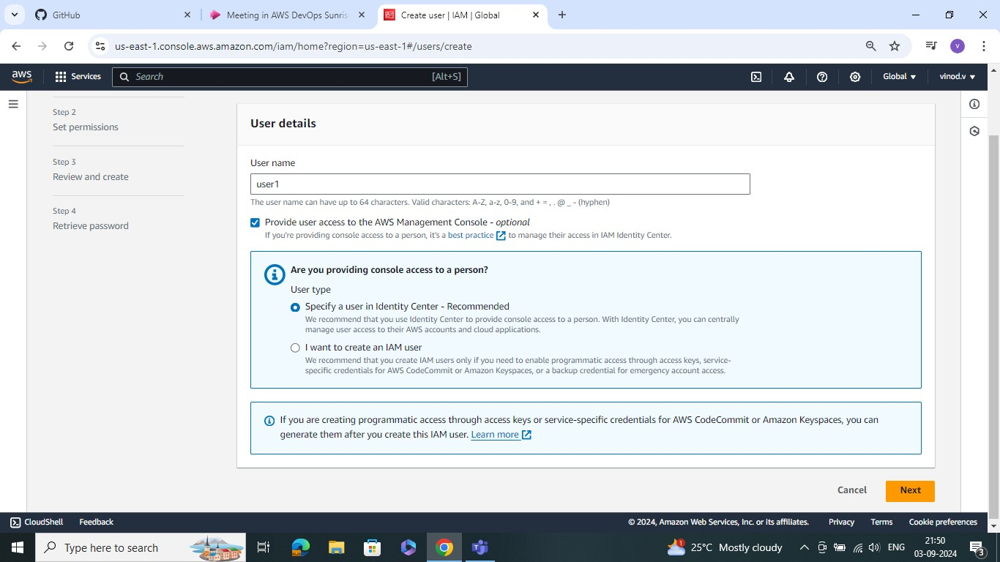 GitHub
Meeting in AWS DevOps Sunris
Create user | IAM | Global
us-east-1.console.aws.amazon.com/iam/home?region=us-east-1#/users/create
V
aws
Services
Search
[Alt+S]
Global
vinod.v
Step 2
Set permissions
Step 3
Review and create
Step 4
Retrieve password
User details
User name
user1
The user name can have up to 64 characters. Valid characters: A-Z, a-z, 0-9, and + = , . @ _ - (hyphen)
Provide user access to the AWS Management Console - optional
If you're providing console access to a person, it's a best practice to manage their access in IAM Identity Center.
Are you providing console access to a person?
User type
Specify a user in Identity Center - Recommended
We recommend that you use Identity Center to provide console access to a person. With Identity Center, you can centrally
manage user access to their AWS accounts and cloud applications.
I want to create an IAM user
We recommend that you create IAM users only if you need to enable programmatic access through access keys, service-
specific credentials for AWS CodeCommit or Amazon Keyspaces, or a backup credential for emergency account access.
If you are creating programmatic access through access keys or service-specific credentials for AWS CodeCommit or Amazon Keyspaces, you can
generate them after you create this IAM user. Learn more
Cancel
Next
CloudShell
Feedback
© 2024, Amazon Web Services, Inc. or its affiliates.
Privacy
Terms
Cookie preferences
Type here to search
1
25°C Mostly cloudy
ENG
21:50
03-09-2024
3